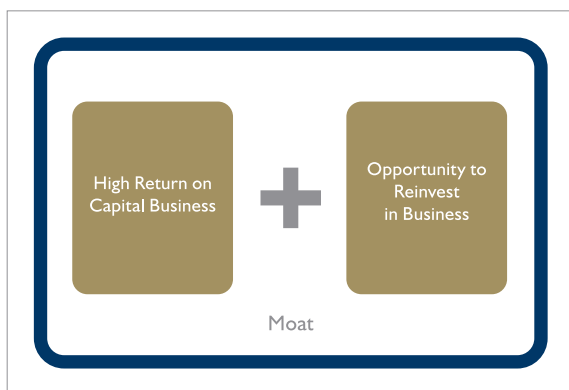 High Return on
Capital Business
Opportunity to
Reinvest
in Business
Moat